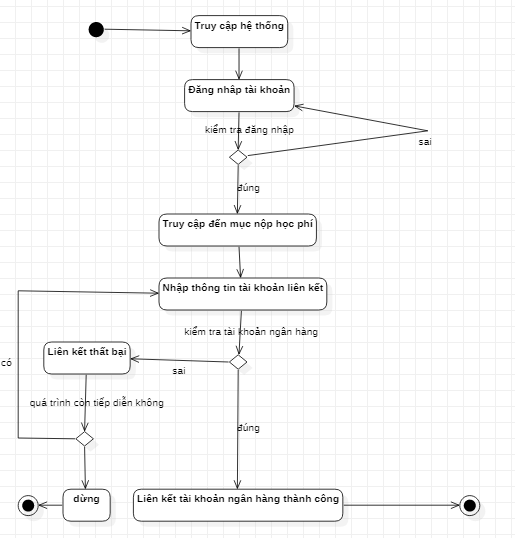 Truy cập hệ thống
Đăng nhâp tài khoản
kiểm tra đăng nhập
sai
đúng
Truy cập đến mục nộp học phí
Nhập thông tin tài khoản liên kết
kiểm tra tài khoản ngân hàng
Liên kết thất bại
có
sai
quá trình còn tiếp diễn không
đúng
dừng
Liên kết tài khoản ngân hàng thành công